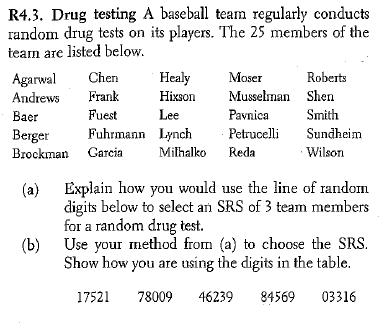 R4.3. Drug testing A baseball team regularly conducts
random drug tests on its players. The 25 members of the
team are listed below.
Agarwal Chen Healy Moser Roberts
Andrews Frank Hixson Musselman Shen
Baer Fuest Lee Pavnica Smith
Berger Fuhrmann Lynch Petrucelli Sundheim
Brockman Garcia Milhalko Reda Wilson
(a) Explain how you would use the line of random
digits below to select an SRS of 3 team members
for a random drug test.
(b) Use your method from (a) to choose the SRS.
Show how you are using the digits in the table.
17521 78009 46239 84569 03316